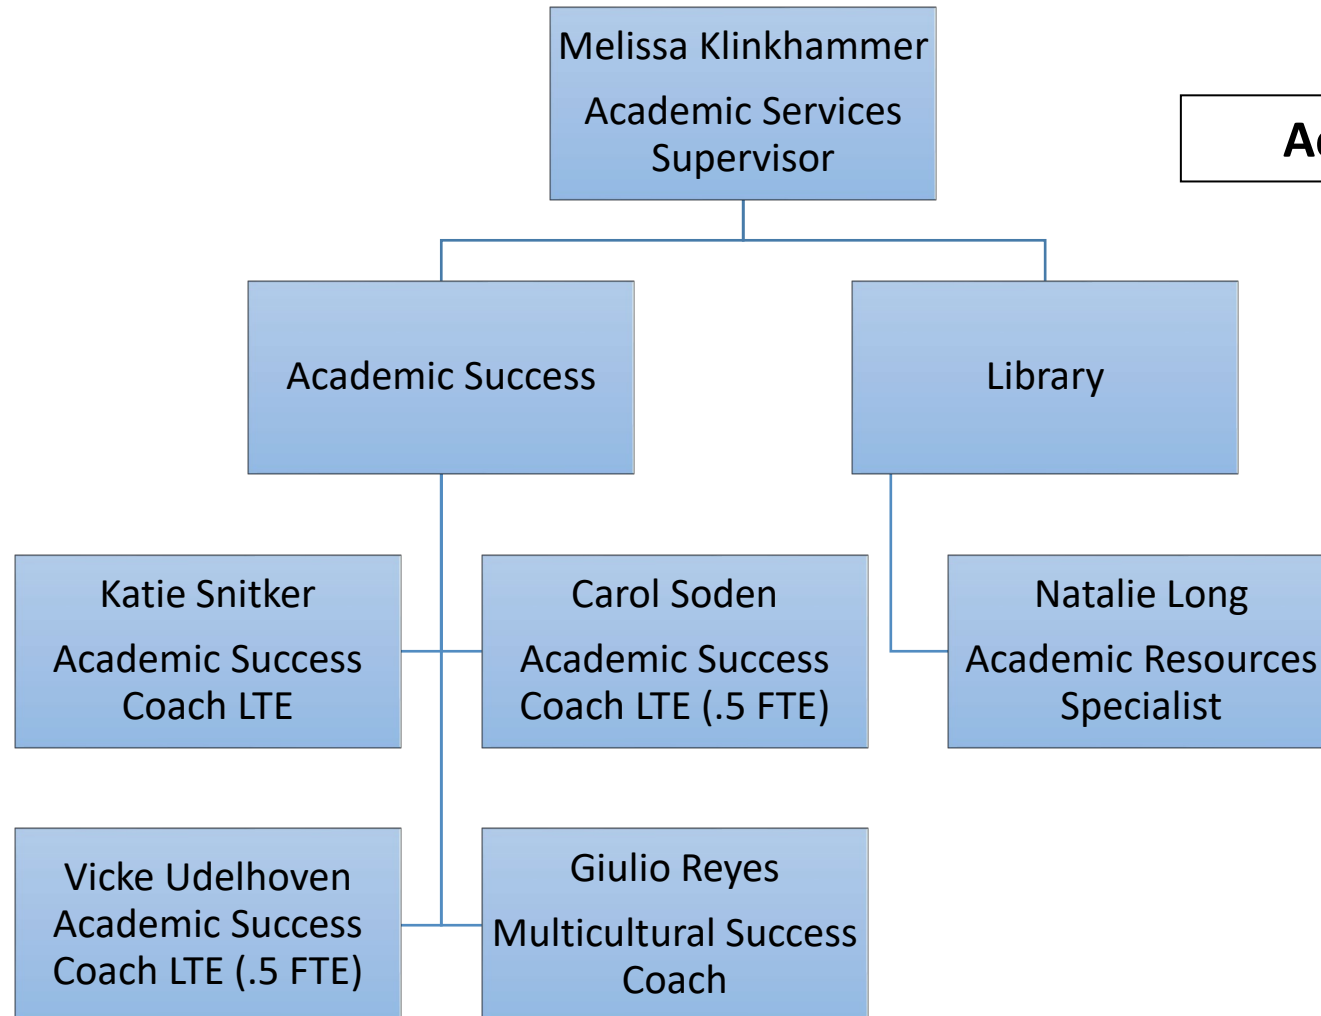 Melissa Klinkhammer
Academic Services
Supervisor
Academic Success
Library
Katie Snitker
Academic Success
Coach LTE
Carol Soden
Academic Success
Coach LTE (.5 FTE)
Natalie Long
Academic Resources
Specialist
Vicke Udelhoven
Academic Success
Coach LTE (.5 FTE)
Giulio Reyes
Multicultural Success
Coach